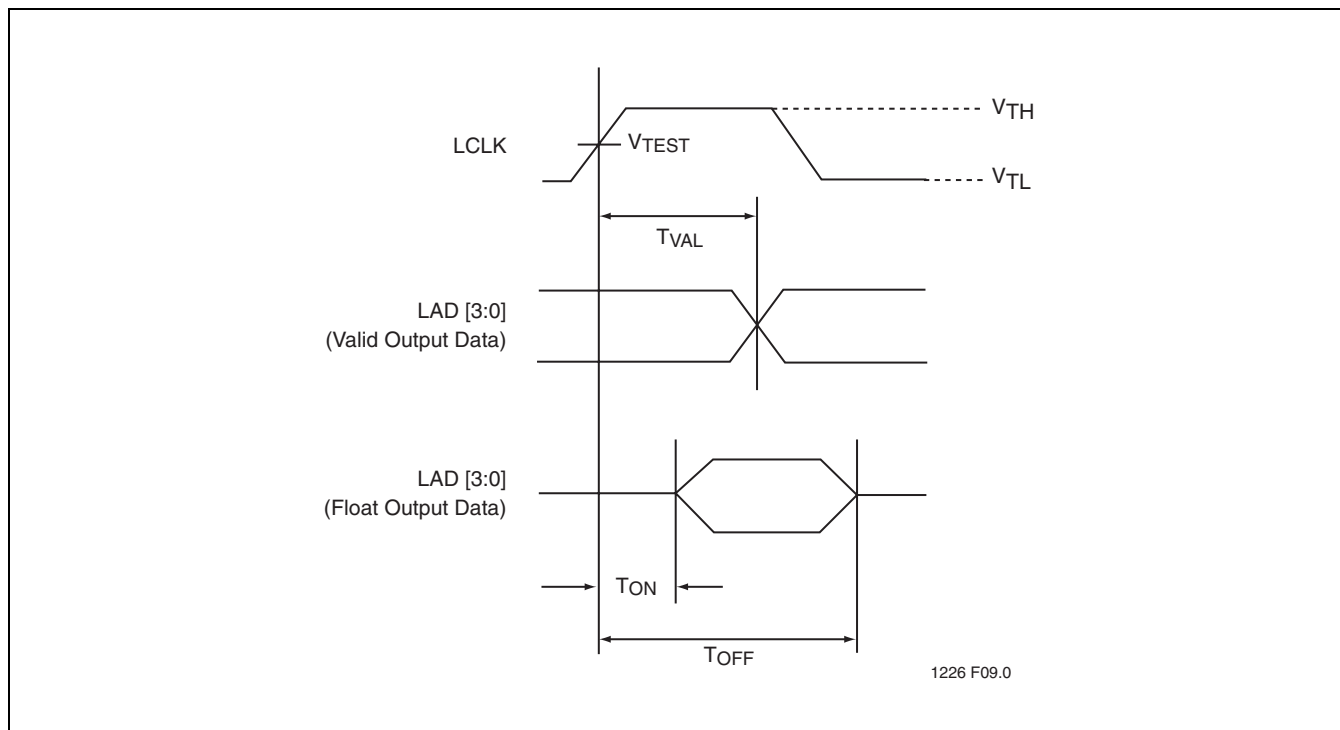 VTH
LCLK
VTEST
VTL
TVAL
LAD [3:0]
(Valid Output Data)
LAD [3:0]
(Float Output Data)
TON
TOFF
1226 F09.0